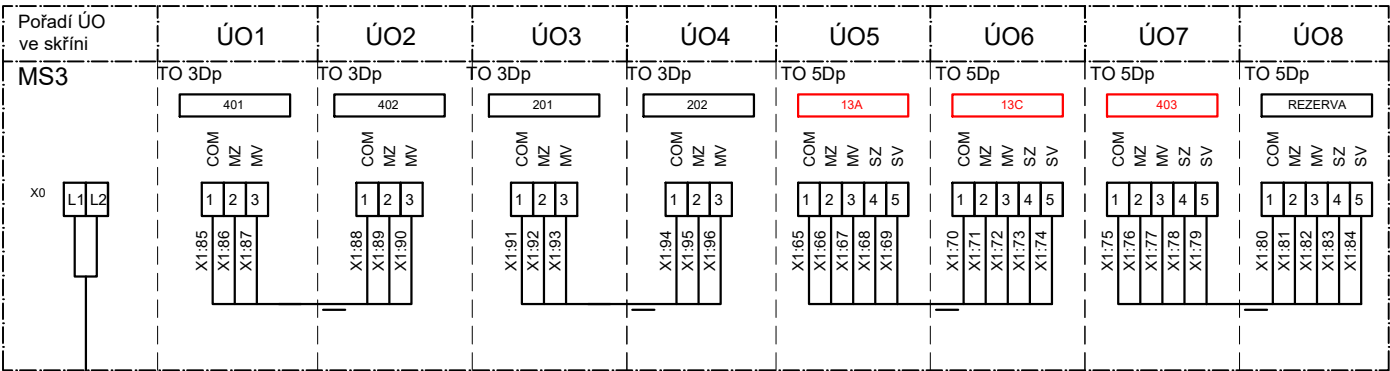 Pořadí ÚO
ve skříni
ÚO1 ÚO2 ÚO3 ÚO4 ÚO5 ÚO6 ÚO7 ÚO8
MS3 TO 3Dp TO 3Dp TO 3Dp TO 3Dp TO 5Dp TO 5Dp TO 5Dp TO 5Dp
401 402 201 202 13A 13C 403 REZERVA
COM MZ MV COM MZ MV COM MZ MV COM MZ MV COM MZ MV SZ SV COM MZ MV SZ SV COM MZ MV SZ SV COM MZ MV SZ SV
X0 L1 L2 1 2 3 1 2 3 1 2 3 1 2 3 1 2 3 4 5 1 2 3 4 5 1 2 3 4 5 1 2 3 4 5
X1:85 X1:86 X1:87 X1:88 X1:89 X1:90 X1:91 X1:92 X1:93 X1:94 X1:95 X1:96 X1:65 X1:66 X1:67 X1:68 X1:69 X1:70 X1:71 X1:72 X1:73 X1:74 X1:75 X1:76 X1:77 X1:78 X1:79 X1:80 X1:81 X1:82 X1:83 X1:84